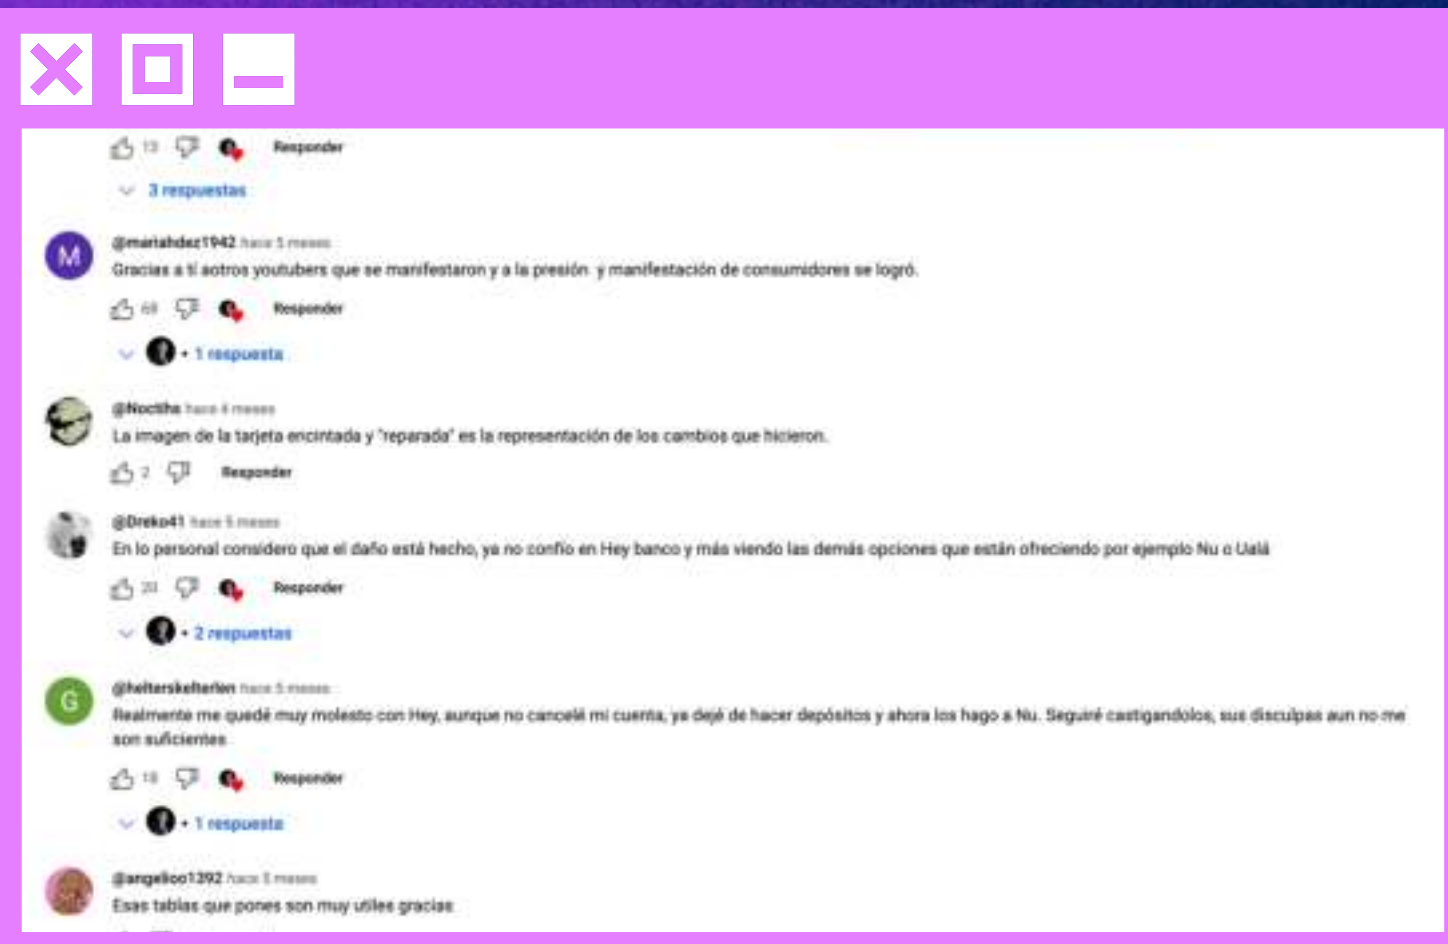 13 Responder
3 respuestas
M @mariahdez1942 hace 5 meses
Gracias a tí aotros youtubers que se manifestaron y a la presión y manifestación de consumidores se logró.
Responder
• 1 respuesta
@Noctihs hace 4 meses
La imagen de la tarjeta encintada y "reparada" es la representación de los cambios que hicieron.
2 Responder
@Dreko41 hace 5 meses
En lo personal considero que el daño está hecho, ya no confío en Hey banco y más viendo las demás opciones que están ofreciendo por ejemplo Nu o Ualá
20 Responder
• 2 respuestas
G @helterskelterlen hace 5 meses
Realmente me quedé muy molesto con Hey, aunque no cancelé mi cuenta, ya dejé de hacer depósitos y ahora los hago a Nu. Seguiré castigandolos, sus disculpas aun no me
son suficientes
18 Responder
• 1 respuesta
@angelioo1392 hace 5 meses
Esas tablas que pones son muy utiles gracias